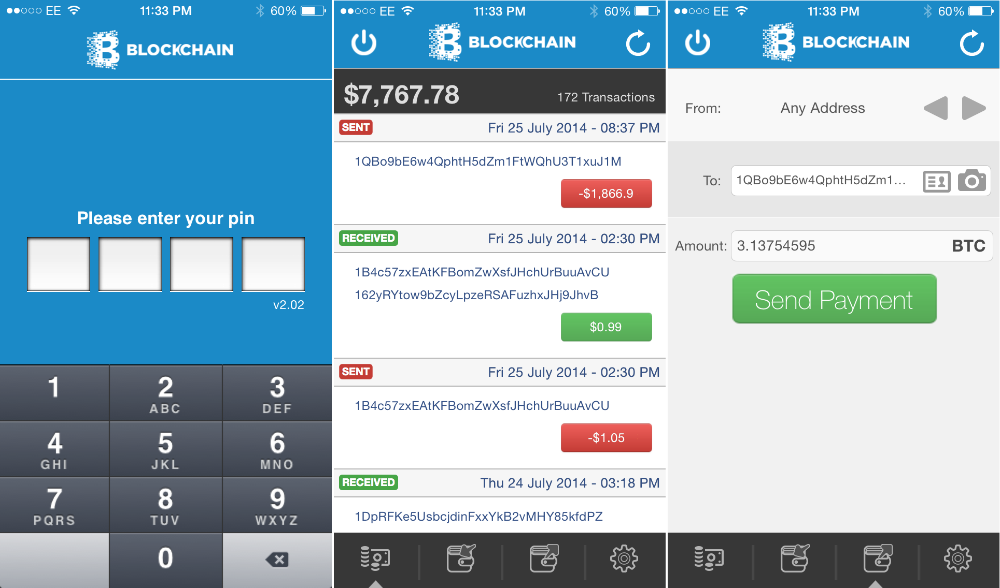 EE 11:33 PM 60%
BLOCKCHAIN
Please enter your pin
v2.02
1 2 ABC 3 DEF
4 GHI 5 JKL 6 MNO
7 PQRS 8 TUV 9 WXYZ
0
EE 11:33 PM 60%
BLOCKCHAIN
$7,767.78 172 Transactions
SENT Fri 25 July 2014 - 08:37 PM
1QBo9bE6w4QphtH5dZm1FtWQhU3T1xuJ1M
-$1,866.9
RECEIVED Fri 25 July 2014 - 02:30 PM
1B4c57zxEAtKFBomZwXsfJHchUrBuuAvCU
162yRYtow9bZcyLpzeRSAFuzhxJHj9JhvB
$0.99
SENT Fri 25 July 2014 - 02:30 PM
1B4c57zxEAtKFBomZwXsfJHchUrBuuAvCU
-$1.05
RECEIVED Thu 24 July 2014 - 03:18 PM
1DpRFKe5UsbcjdinFxxYkB2vMHY85kfdPZ
EE 11:33 PM 60%
BLOCKCHAIN
From: Any Address
To: 1QBo9bE6w4QphtH5dZm1...
Amount: 3.13754595 BTC
Send Payment